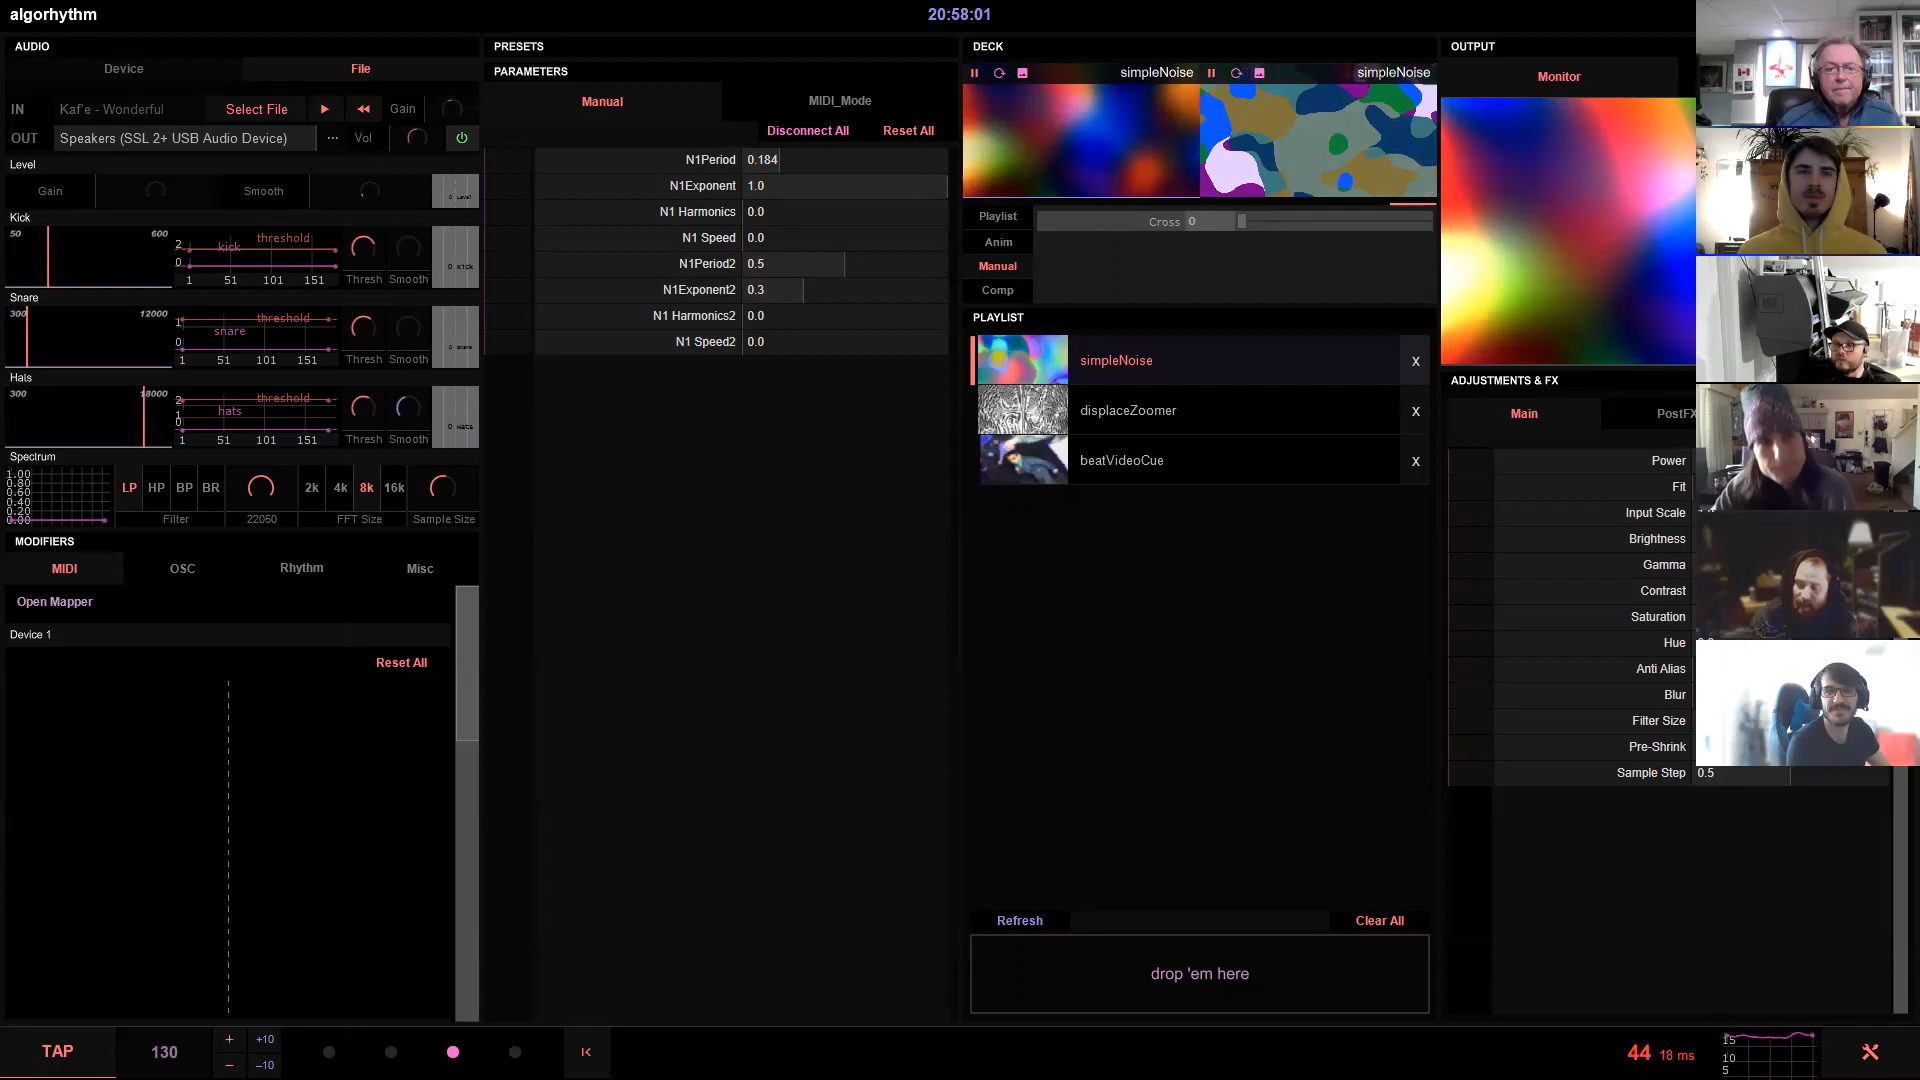 algorhythm
20:58:01
AUDIO
Device
File
IN
Kaf'e - Wonderful
Select File
Gain
OUT
Speakers (SSL 2+ USB Audio Device)
...
Vol
Level
Gain
Smooth
0 Level
Kick
50
600
2
0
kick
threshold
1 51 101 151
Thresh
Smooth
0 Kick
Snare
300
12000
1
0
snare
threshold
1 51 101 151
Thresh
Smooth
0 Snare
Hats
300
18000
2
1
0
hats
threshold
1 51 101 151
Thresh
Smooth
0 Hats
Spectrum
1.00
0.80
0.60
0.40
0.20
0.00
LP
HP
BP
BR
Filter
22050
2k
4k
8k
16k
FFT Size
Sample Size
MODIFIERS
MIDI
OSC
Rhythm
Misc
Open Mapper
Device 1
Reset All
PRESETS
PARAMETERS
Manual
MIDI_Mode
Disconnect All
Reset All
N1Period 0.184
N1Exponent 1.0
N1 Harmonics 0.0
N1 Speed 0.0
N1Period2 0.5
N1Exponent2 0.3
N1 Harmonics2 0.0
N1 Speed2 0.0
DECK
simpleNoise
simpleNoise
Playlist
Anim
Manual
Comp
Cross 0
PLAYLIST
simpleNoise
X
displaceZoomer
X
beatVideoCue
X
Refresh
Clear All
drop 'em here
OUTPUT
Monitor
ADJUSTMENTS & FX
Main
PostFX
Power
Fit
Input Scale
Brightness
Gamma
Contrast
Saturation
Hue
Anti Alias
Blur
Filter Size
Pre-Shrink
Sample Step 0.5
TAP
130
+
−
+10
−10
44
18 ms
15
10
5